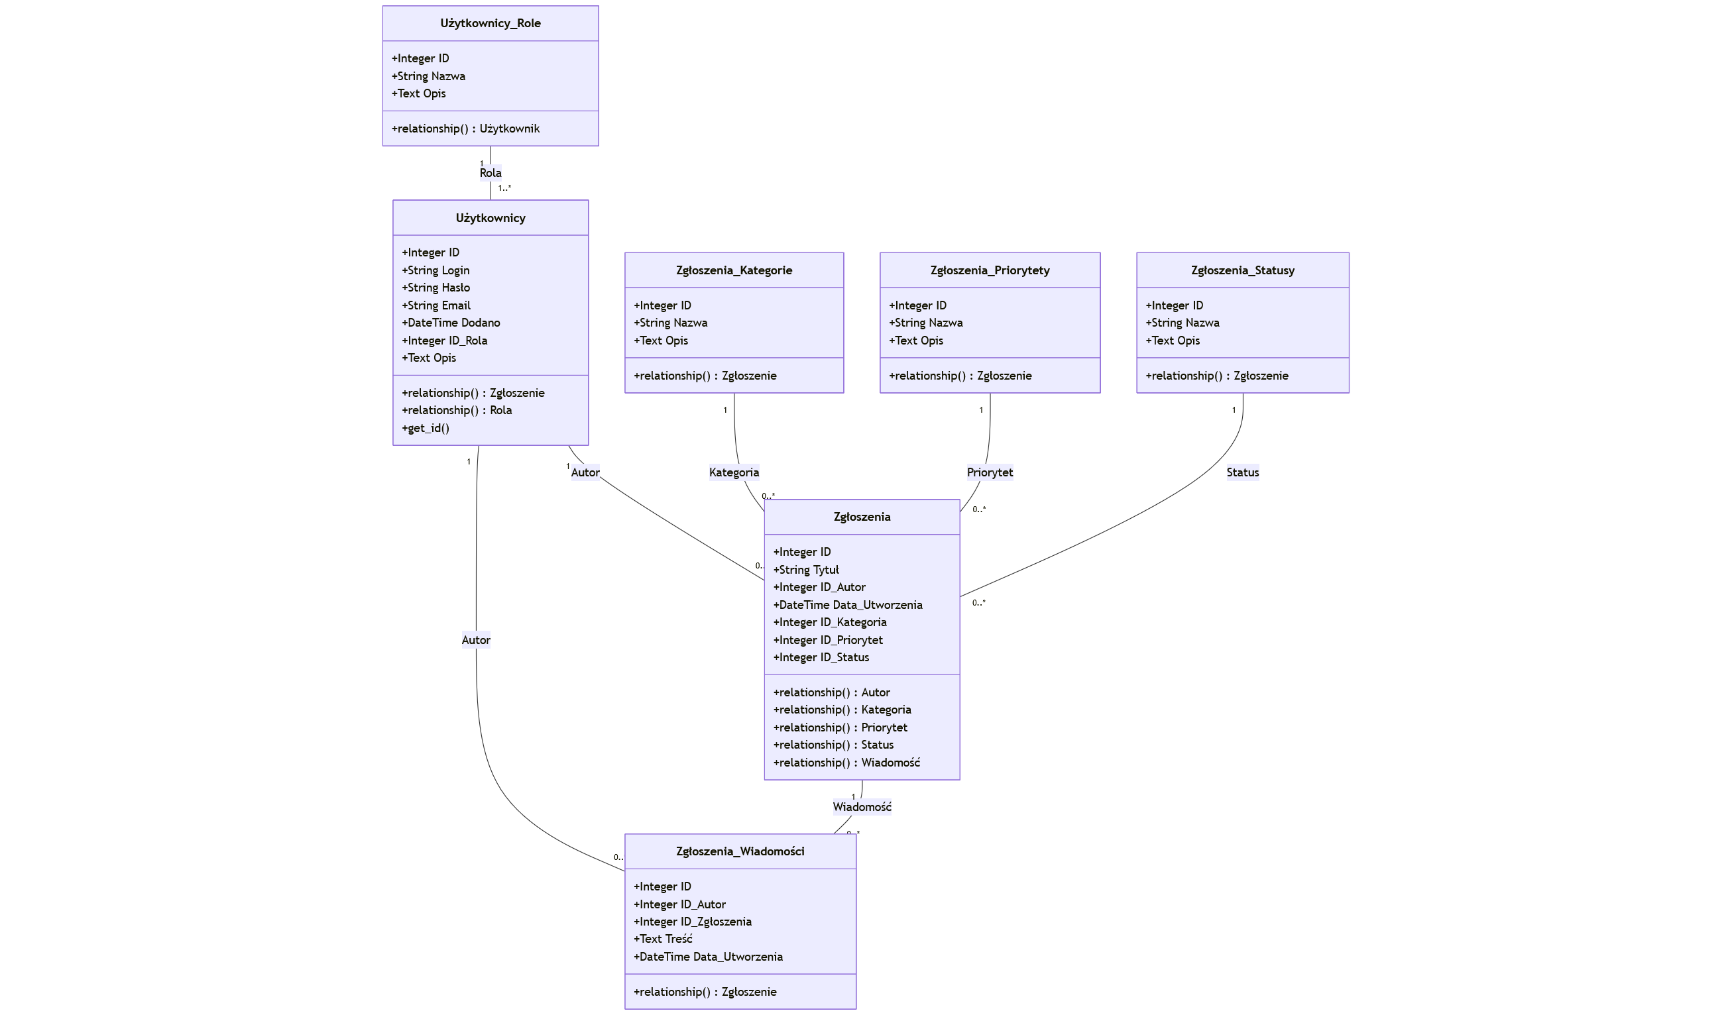 Użytkownicy_Role
+Integer ID
+String Nazwa
+Text Opis
+relationship() : Użytkownik
1
Rola
1..*
Użytkownicy
+Integer ID
+String Login
+String Hasło
+String Email
+DateTime Dodano
+Integer ID_Rola
+Text Opis
+relationship() : Zgłoszenie
+relationship() : Rola
+get_id()
Zgłoszenia_Kategorie
+Integer ID
+String Nazwa
+Text Opis
+relationship() : Zgłoszenie
Zgłoszenia_Priorytety
+Integer ID
+String Nazwa
+Text Opis
+relationship() : Zgłoszenie
Zgłoszenia_Statusy
+Integer ID
+String Nazwa
+Text Opis
+relationship() : Zgłoszenie
1
1
1
1
1
Autor
Kategoria
Priorytet
Status
0..*
0..*
0..
0..*
Zgłoszenia
+Integer ID
+String Tytuł
+Integer ID_Autor
+DateTime Data_Utworzenia
+Integer ID_Kategoria
+Integer ID_Priorytet
+Integer ID_Status
+relationship() : Autor
+relationship() : Kategoria
+relationship() : Priorytet
+relationship() : Status
+relationship() : Wiadomość
Autor
1
Wiadomość
0..*
0..
Zgłoszenia_Wiadomości
+Integer ID
+Integer ID_Autor
+Integer ID_Zgłoszenia
+Text Treść
+DateTime Data_Utworzenia
+relationship() : Zgłoszenie